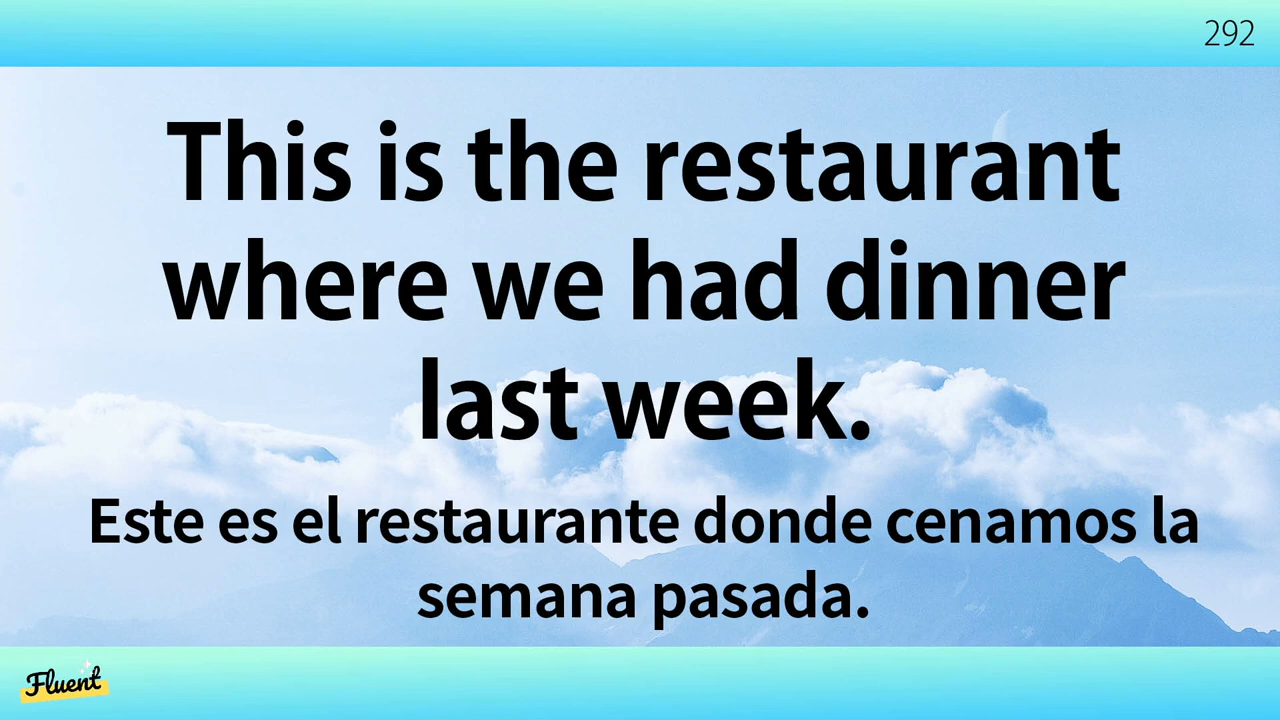 292
This is the restaurant
where we had dinner
last week.
Este es el restaurante donde cenamos la
semana pasada.
Fluent